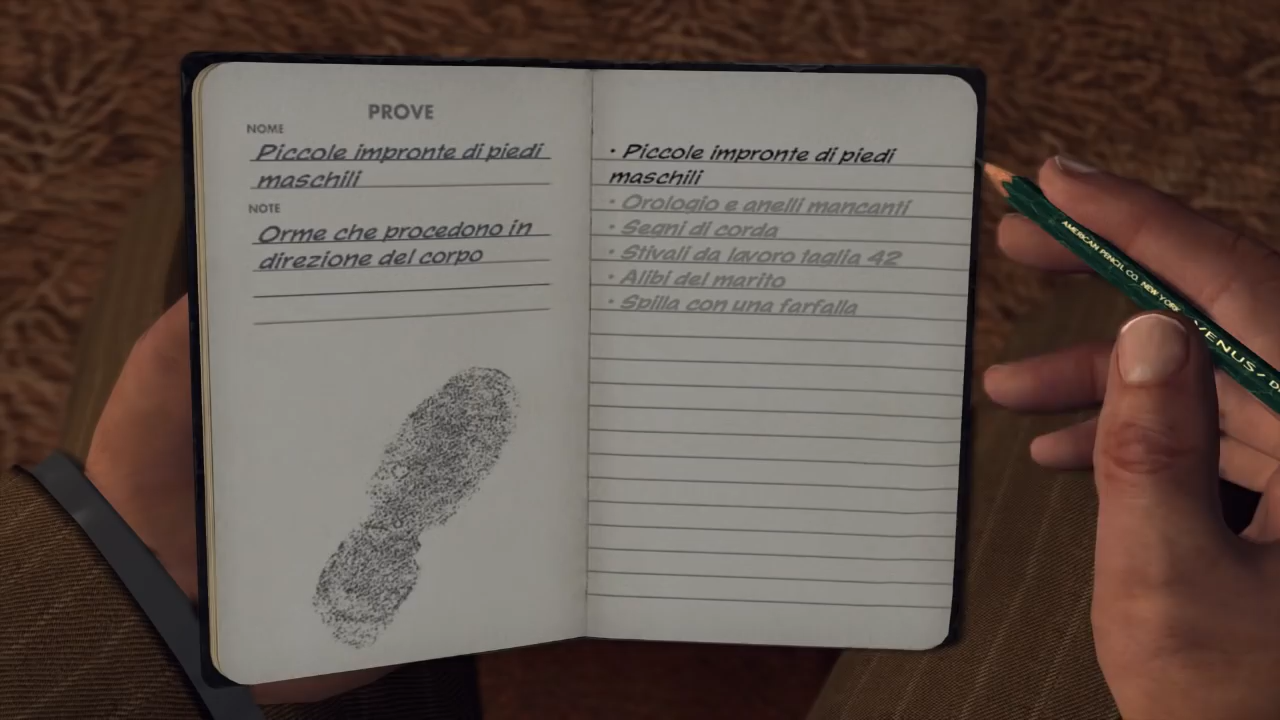 PROVE
NOME
Piccole impronte di piedi
maschili
NOTE
Orme che procedono in
direzione del corpo
• Piccole impronte di piedi
maschili
• Orologio e anelli mancanti
• Segni di corda
• Stivali da lavoro taglia 42
• Alibi del marito
• Spilla con una farfalla
AMERICAN PENCIL CO. NEW YORK
VENUS